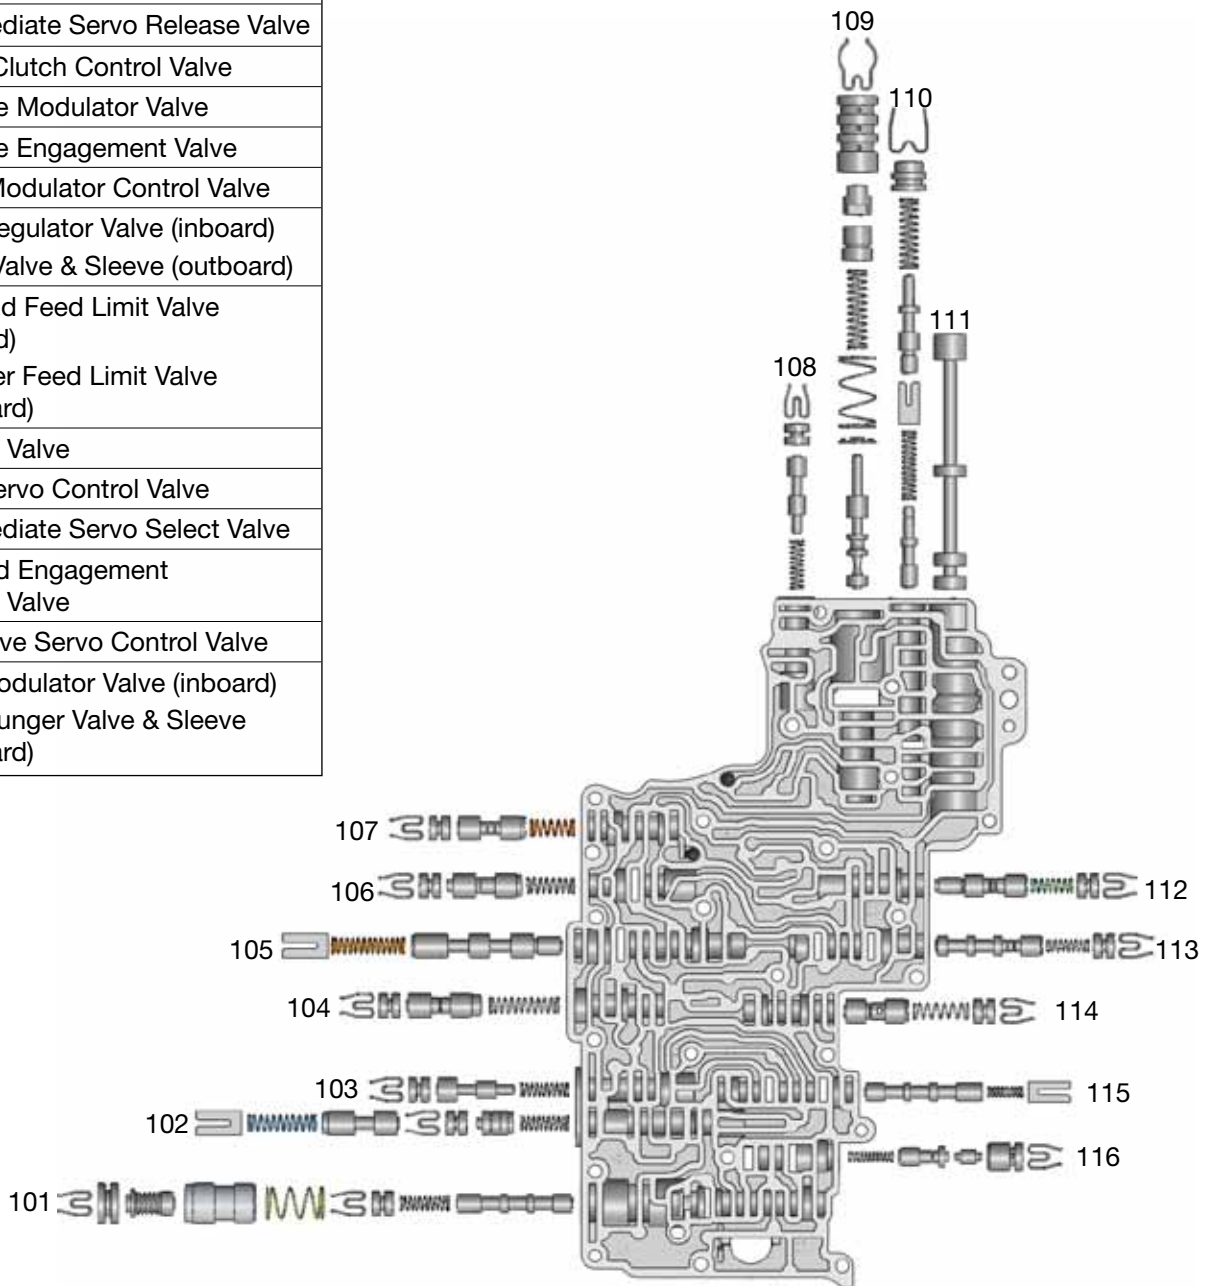 ediate Servo Release Valve
Clutch Control Valve
e Modulator Valve
e Engagement Valve
Modulator Control Valve
egulator Valve (inboard)
Valve & Sleeve (outboard)
d Feed Limit Valve
d)
er Feed Limit Valve
ard)
Valve
ervo Control Valve
ediate Servo Select Valve
d Engagement
Valve
ve Servo Control Valve
odulator Valve (inboard)
unger Valve & Sleeve
ard)
109
110
111
108
107
106
112
105
113
104
114
103
115
102
116
101